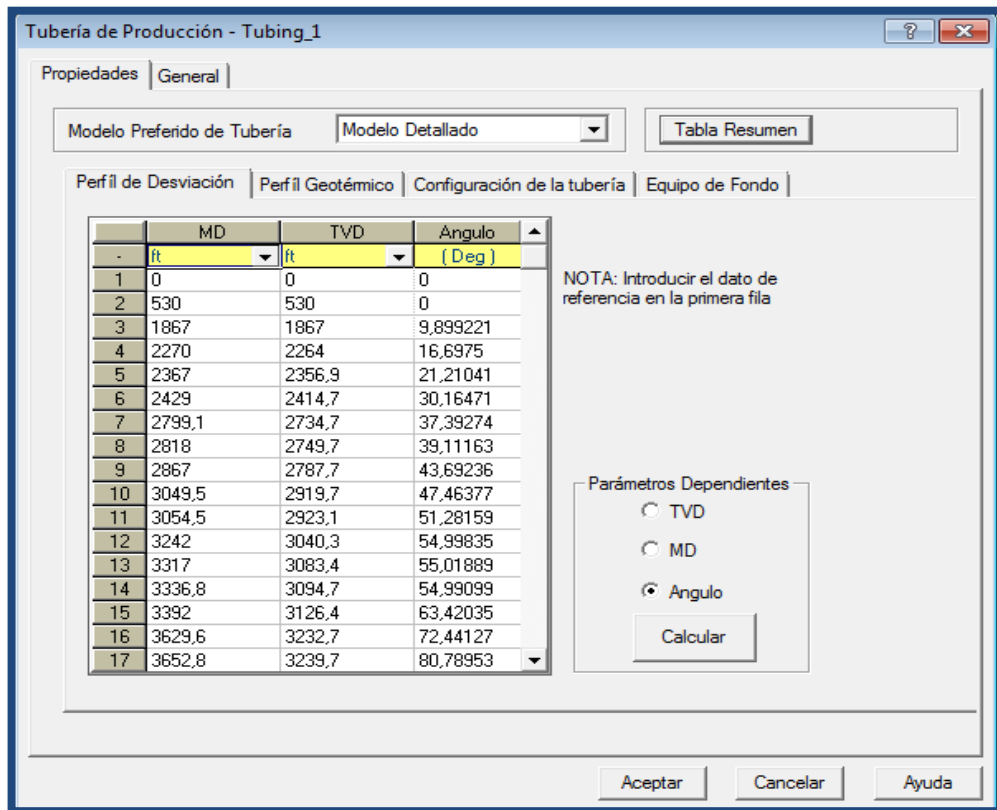 Tubería de Producción - Tubing_1
Propiedades General
Modelo Preferido de Tubería Modelo Detallado Tabla Resumen
Perfíl de Desviación Perfíl Geotérmico Configuración de la tubería Equipo de Fondo
MD TVD Angulo
- ft ft ( Deg )
1 0 0 0
2 530 530 0
3 1867 1867 9,899221
4 2270 2264 16,6975
5 2367 2356,9 21,21041
6 2429 2414,7 30,16471
7 2799,1 2734,7 37,39274
8 2818 2749,7 39,11163
9 2867 2787,7 43,69236
10 3049,5 2919,7 47,46377
11 3054,5 2923,1 51,28159
12 3242 3040,3 54,99835
13 3317 3083,4 55,01889
14 3336,8 3094,7 54,99099
15 3392 3126,4 63,42035
16 3629,6 3232,7 72,44127
17 3652,8 3239,7 80,78953
NOTA: Introducir el dato de
referencia en la primera fila
Parámetros Dependientes
TVD
MD
Angulo
Calcular
Aceptar Cancelar Ayuda